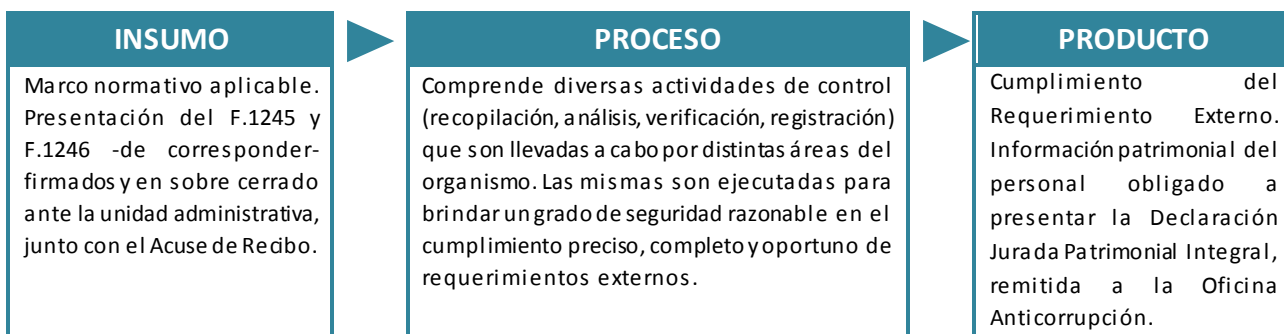 INSUMO
Marco normativo aplicable.
Presentación del F.1245 y
F.1246 -de corresponder-
firmados y en sobre cerrado
ante la unidad administrativa,
junto con el Acuse de Recibo.
PROCESO
Comprende diversas actividades de control
(recopilación, análisis, verificación, registración)
que son llevadas a cabo por distintas áreas del
organismo. Las mismas son ejecutadas para
brindar un grado de seguridad razonable en el
cumplimiento preciso, completo y oportuno de
requerimientos externos.
PRODUCTO
Cumplimiento del
Requerimiento Externo.
Información patrimonial del
personal obligado a
presentar la Declaración
Jurada Patrimonial Integral,
remitida a la Oficina
Anticorrupción.